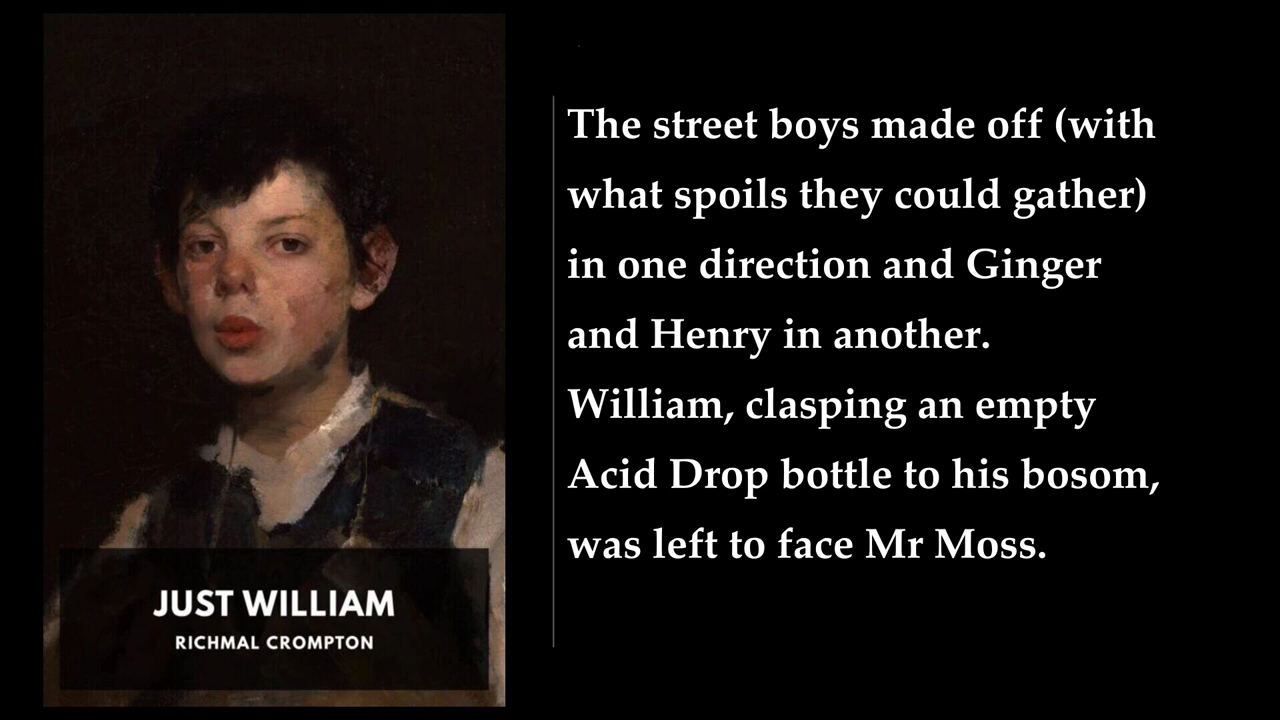 JUST WILLIAM
RICHMAL CROMPTON
The street boys made off (with
what spoils they could gather)
in one direction and Ginger
and Henry in another.
William, clasping an empty
Acid Drop bottle to his bosom,
was left to face Mr Moss.